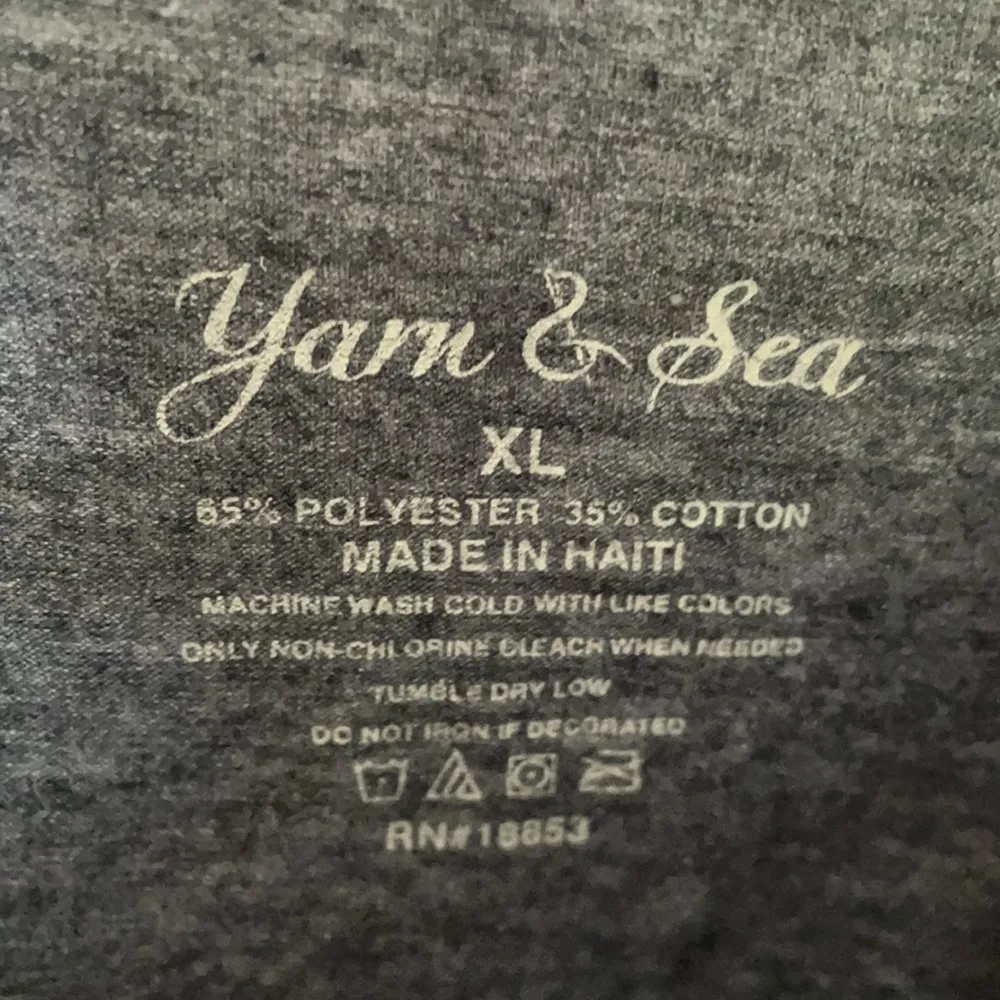 Yarn & Sea
XL
65% POLYESTER 35% COTTON
MADE IN HAITI
MACHINE WASH COLD WITH LIKE COLORS
ONLY NON-CHLORINE BLEACH WHEN NEEDED
TUMBLE DRY LOW
DO NOT IRON IF DECORATED
RN#